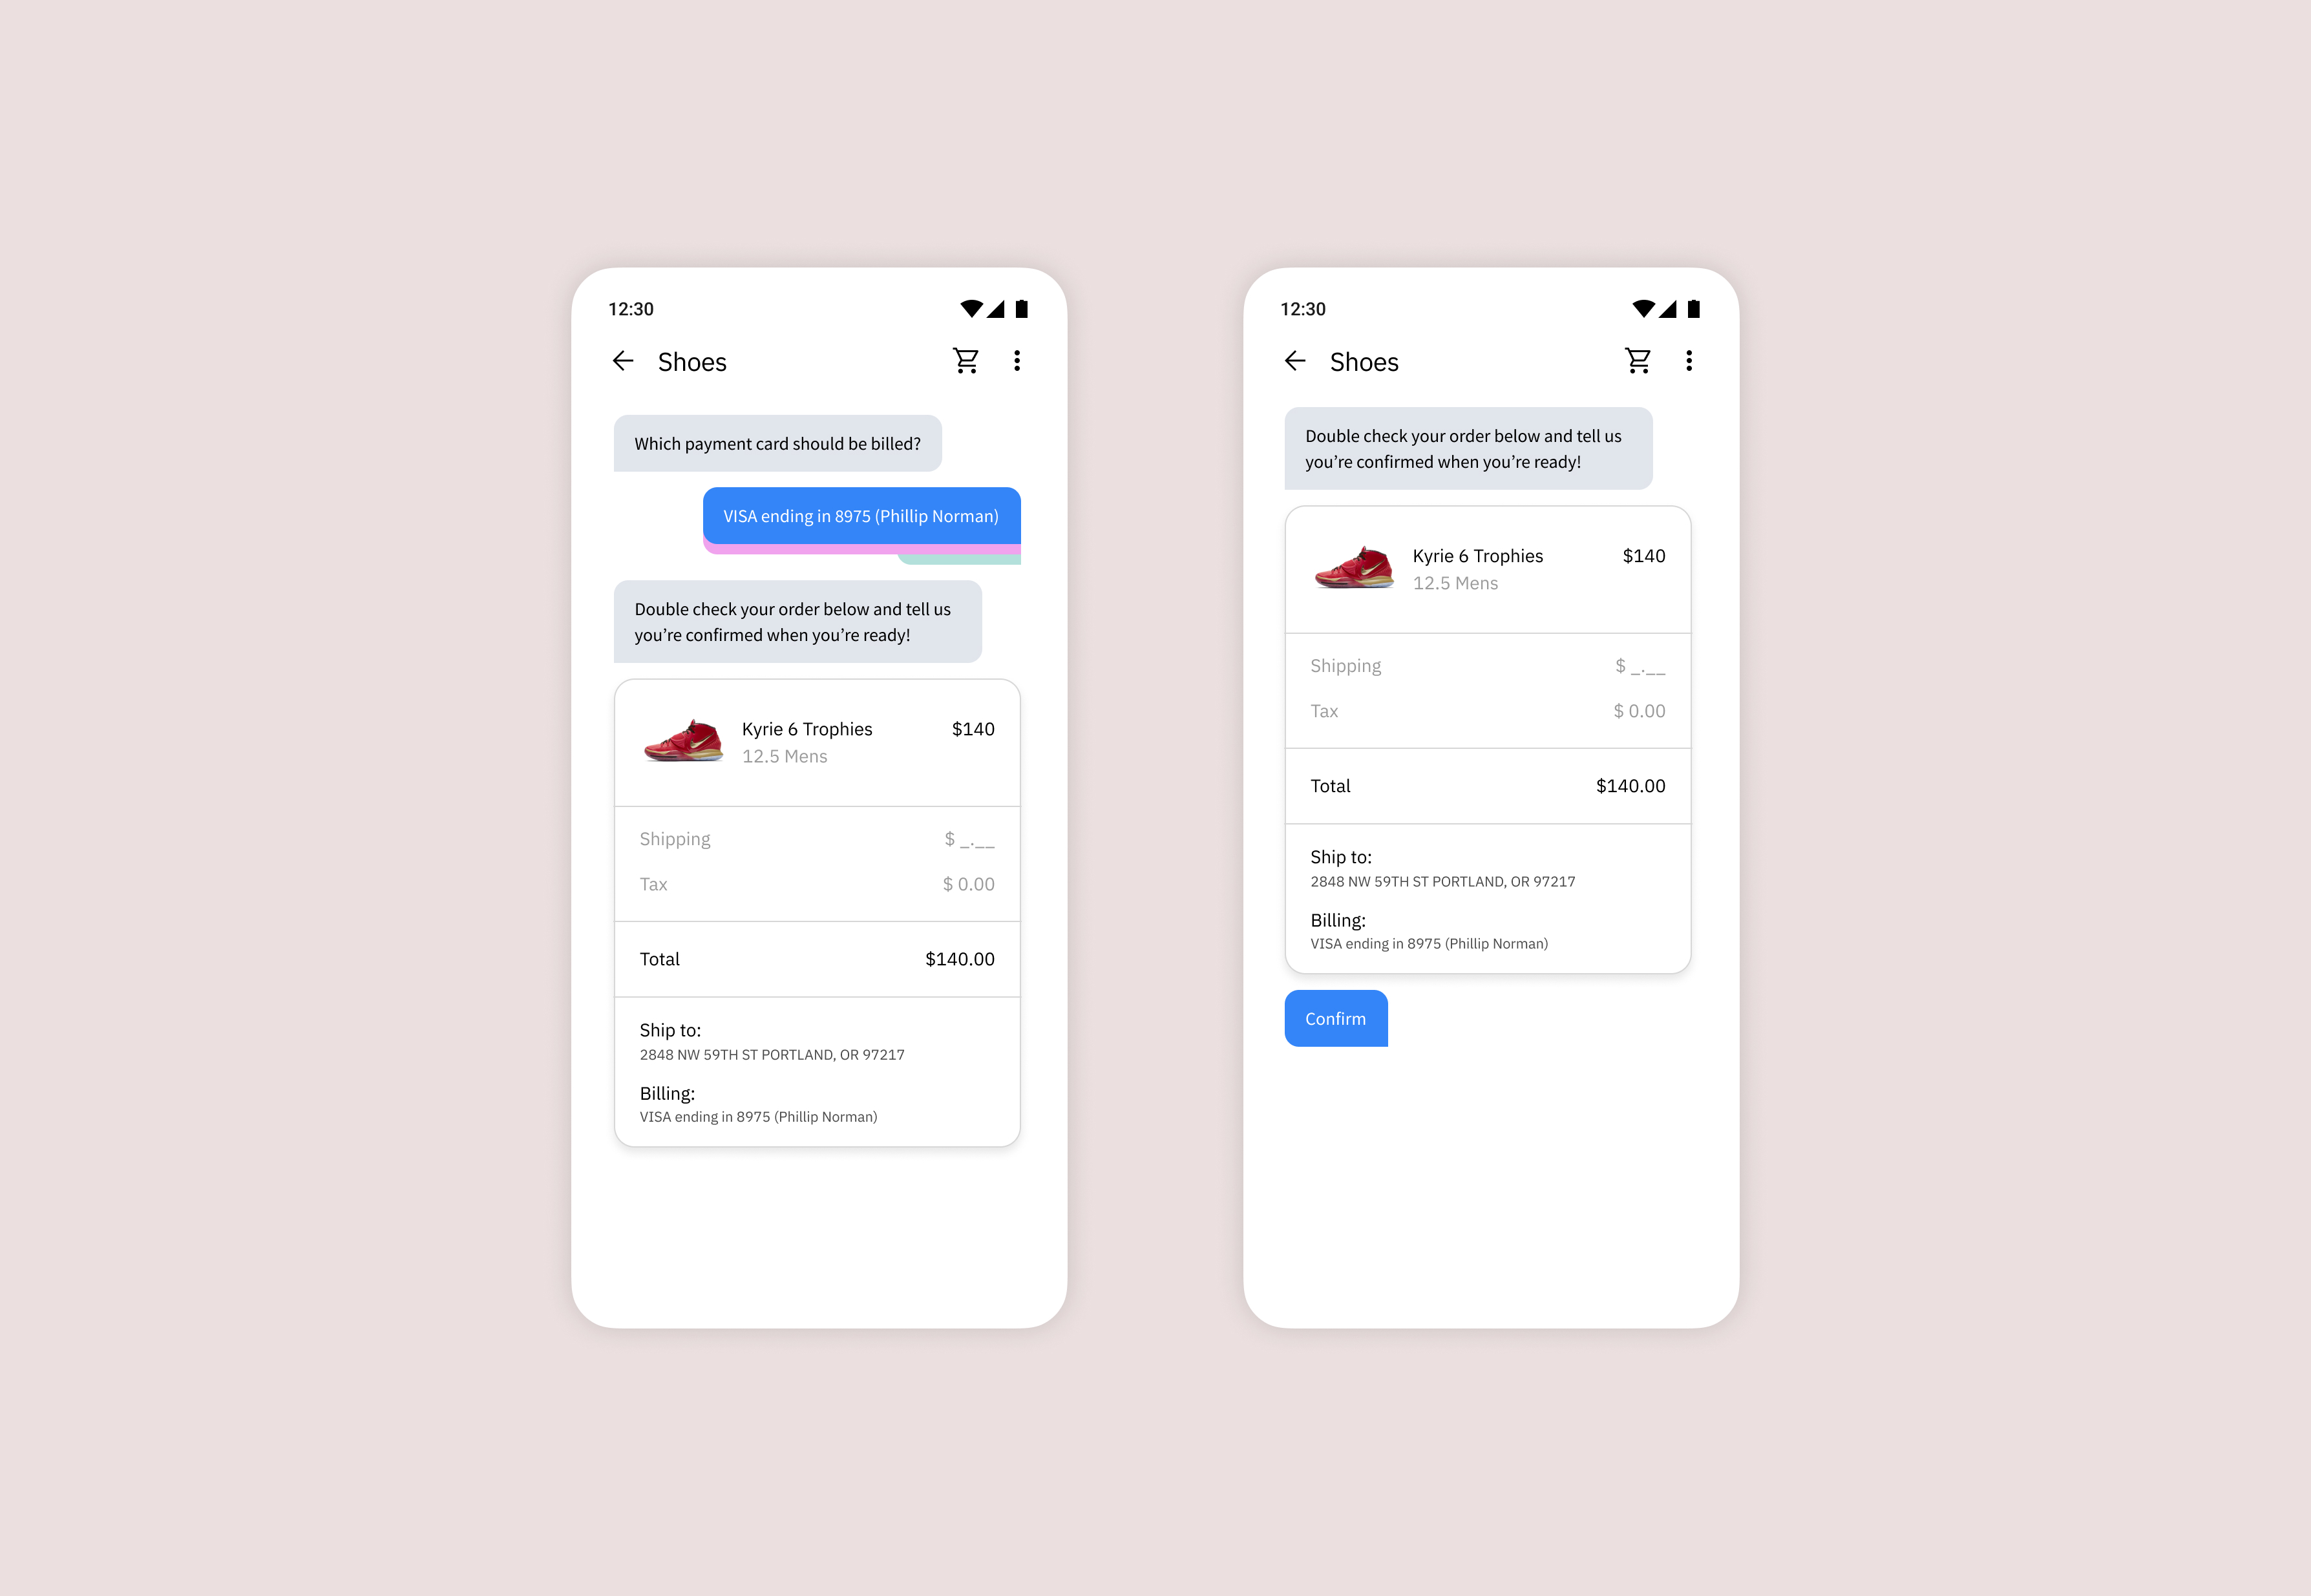 12:30
Shoes
Which payment card should be billed?
VISA ending in 8975 (Phillip Norman)
Double check your order below and tell us
you’re confirmed when you’re ready!
Kyrie 6 Trophies $140
12.5 Mens
Shipping $ _.__
Tax $ 0.00
Total $140.00
Ship to:
2848 NW 59TH ST PORTLAND, OR 97217
Billing:
VISA ending in 8975 (Phillip Norman)
12:30
Shoes
Double check your order below and tell us
you’re confirmed when you’re ready!
Kyrie 6 Trophies $140
12.5 Mens
Shipping $ _.__
Tax $ 0.00
Total $140.00
Ship to:
2848 NW 59TH ST PORTLAND, OR 97217
Billing:
VISA ending in 8975 (Phillip Norman)
Confirm